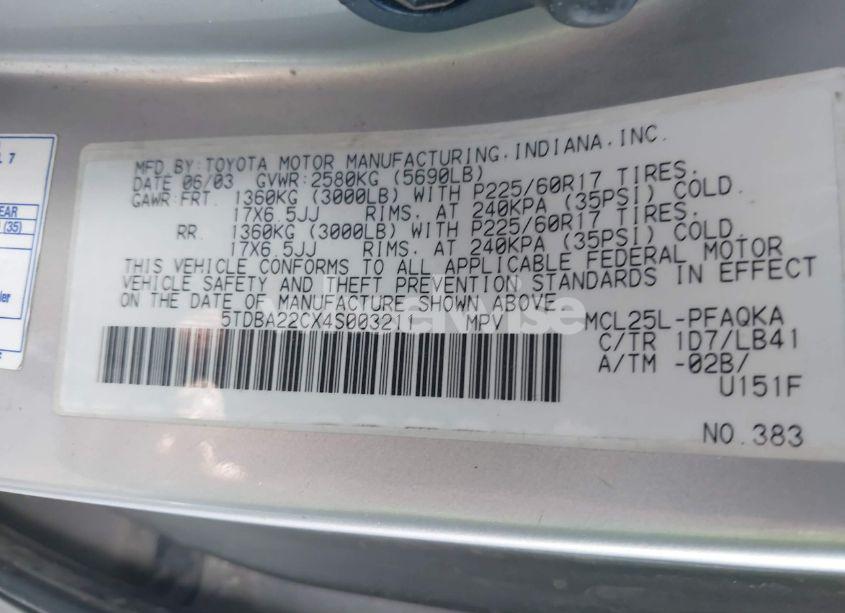 MFD.BY:TOYOTA MOTOR MANUFACTURING,INDIANA,INC.
DATE 06/03 GVWR:2580KG (5690LB)
GAWR:FRT. 1360KG (3000LB) WITH P225/60R17 TIRES.
17X6.5JJ RIMS. AT 240KPA (35PSI) COLD.
RR. 1360KG (3000LB) WITH P225/60R17 TIRES.
17X6.5JJ RIMS. AT 240KPA (35PSI) COLD.
THIS VEHICLE CONFORMS TO ALL APPLICABLE FEDERAL MOTOR
VEHICLE SAFETY AND THEFT PREVENTION STANDARDS IN EFFECT
ON THE DATE OF MANUFACTURE SHOWN ABOVE.
5TDBA22CX4S003211 MPV MCL25L-PFAQKA
C/TR 1D7/LB41
A/TM -02B/
U151F
NO.383
7
EAR
(35)